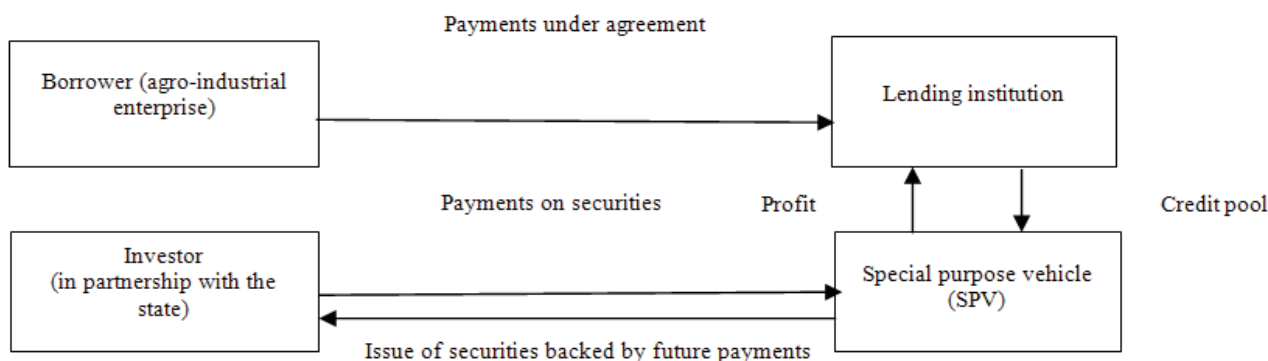 Payments under agreement
Borrower (agro-industrial
enterprise)
Lending institution
Payments on securities
Profit
Credit pool
Investor
(in partnership with the
state)
Special purpose vehicle
(SPV)
Issue of securities backed by future payments